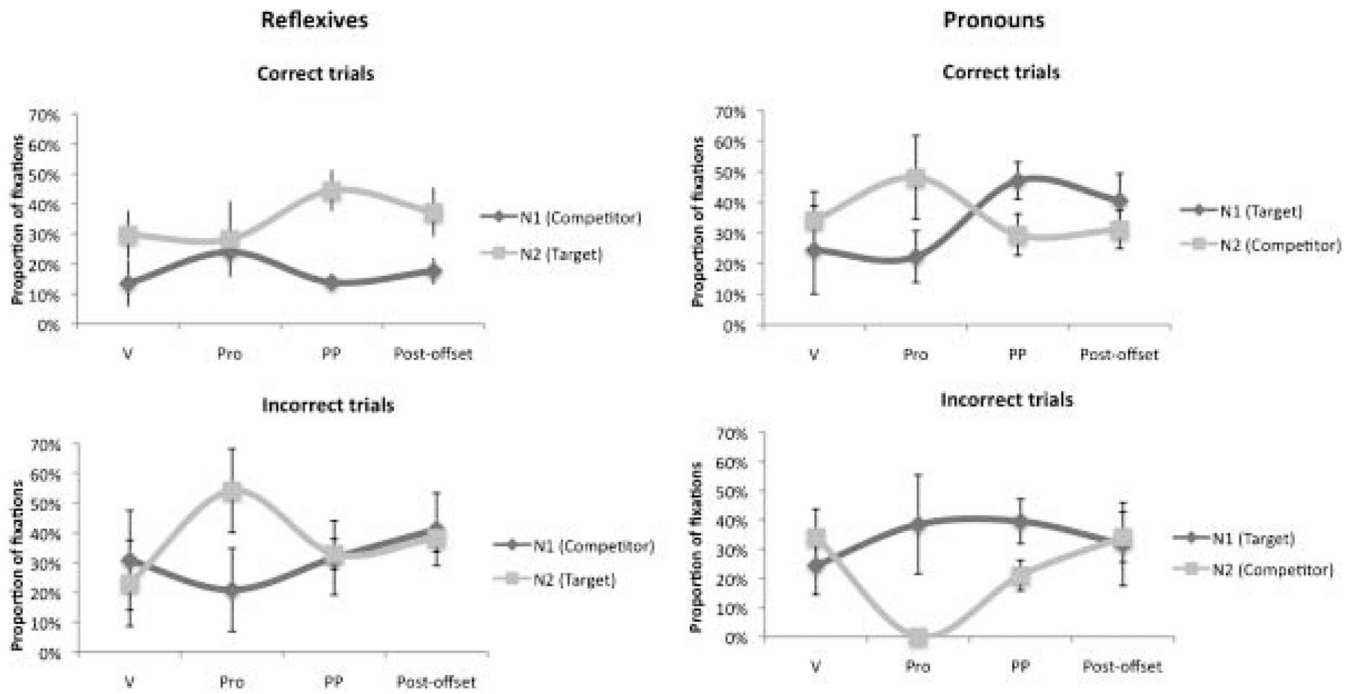 Reflexives
Correct trials
Proportion of fixations
70%
60%
50%
40%
30%
20%
10%
0%
V Pro PP Post-offset
N1 (Competitor)
N2 (Target)
Incorrect trials
Proportion of fixations
70%
60%
50%
40%
30%
20%
10%
0%
V Pro PP Post-offset
N1 (Competitor)
N2 (Target)
Pronouns
Correct trials
Proportion of fixations
70%
60%
50%
40%
30%
20%
10%
0%
V Pro PP Post-offset
N1 (Target)
N2 (Competitor)
Incorrect trials
Proportion of fixations
70%
60%
50%
40%
30%
20%
10%
0%
V Pro PP Post-offset
N1 (Target)
N2 (Competitor)